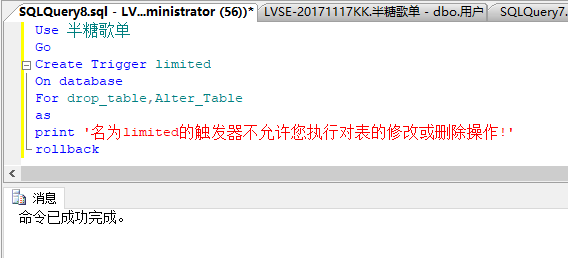 SQLQuery8.sql - LV...ministrator (56))* LVSE-20171117KK.半糖歌单 - dbo.用户 SQLQuery7.
Use 半糖歌单
Go
Create Trigger limited
On database
For drop_table,Alter_Table
as
print '名为limited的触发器不允许您执行对表的修改或删除操作!'
rollback
消息
命令已成功完成。